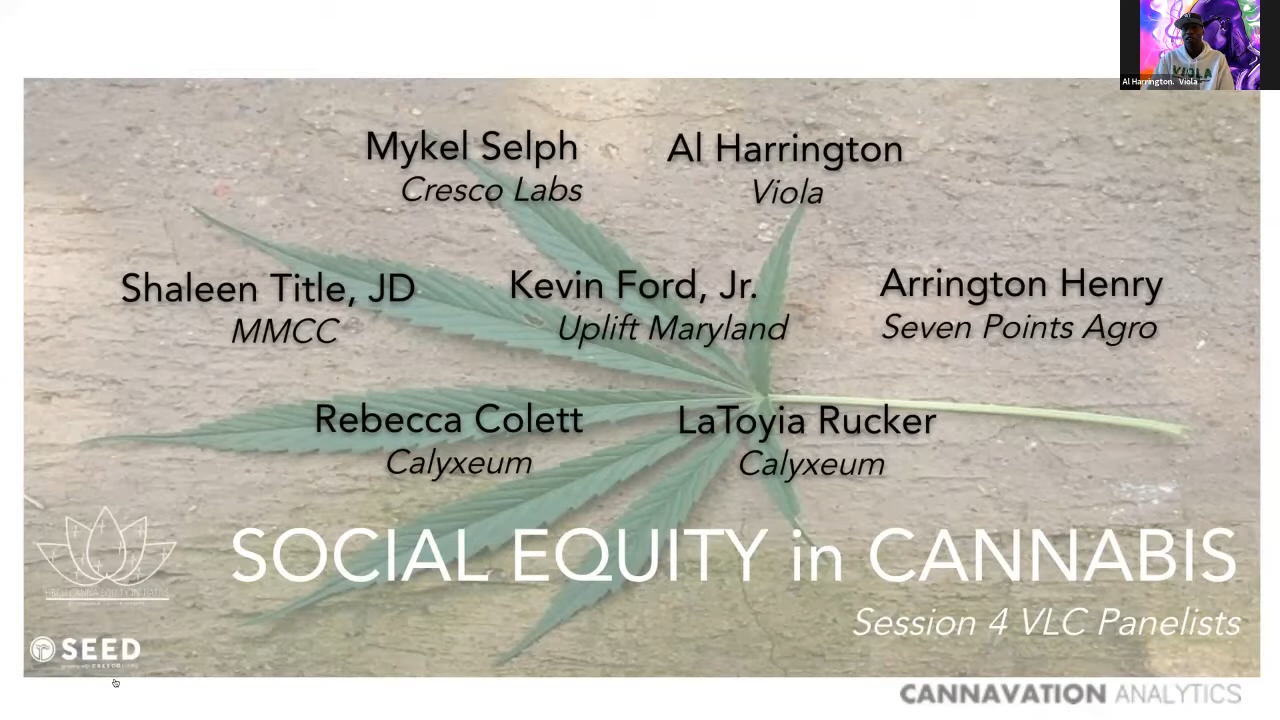 Al Harrington. Viola
VIOLA
Mykel Selph
Cresco Labs
Al Harrington
Viola
Shaleen Title, JD
MMCC
Kevin Ford, Jr.
Uplift Maryland
Arrington Henry
Seven Points Agro
Rebecca Colett
Calyxeum
LaToyia Rucker
Calyxeum
SOCIAL EQUITY in CANNABIS
Session 4 VLC Panelists
SEED
CANNAVATION ANALYTICS